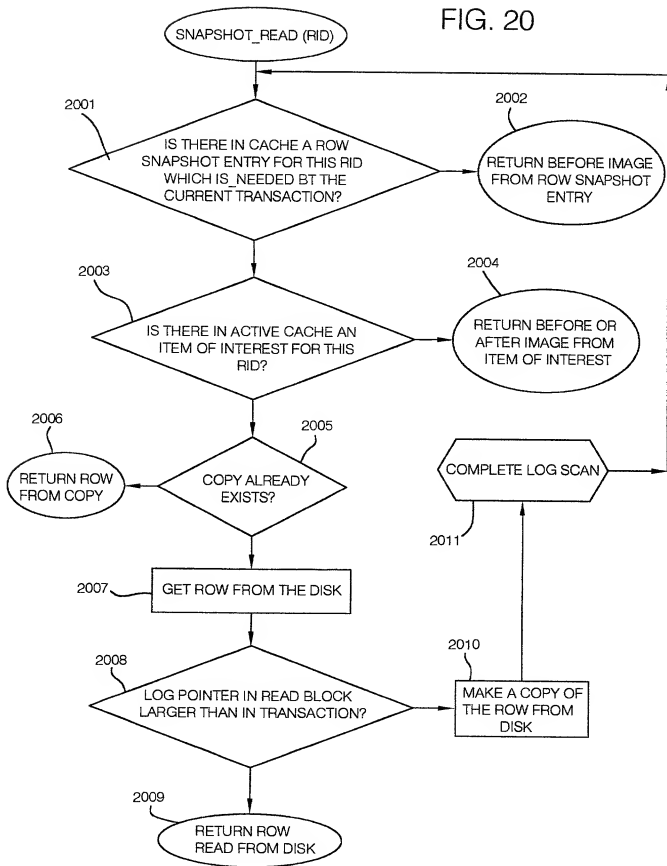 FIG. 20
SNAPSHOT_READ (RID)
2001
IS THERE IN CACHE A ROW
SNAPSHOT ENTRY FOR THIS RID
WHICH IS_NEEDED BT THE
CURRENT TRANSACTION?
2002
RETURN BEFORE IMAGE
FROM ROW SNAPSHOT
ENTRY
2003
IS THERE IN ACTIVE CACHE AN
ITEM OF INTEREST FOR THIS
RID?
2004
RETURN BEFORE OR
AFTER IMAGE FROM
ITEM OF INTEREST
2005
COPY ALREADY
EXISTS?
2006
RETURN ROW
FROM COPY
2007
GET ROW FROM THE DISK
2008
LOG POINTER IN READ BLOCK
LARGER THAN IN TRANSACTION?
2009
RETURN ROW
READ FROM DISK
2010
MAKE A COPY OF
THE ROW FROM
DISK
COMPLETE LOG SCAN
2011